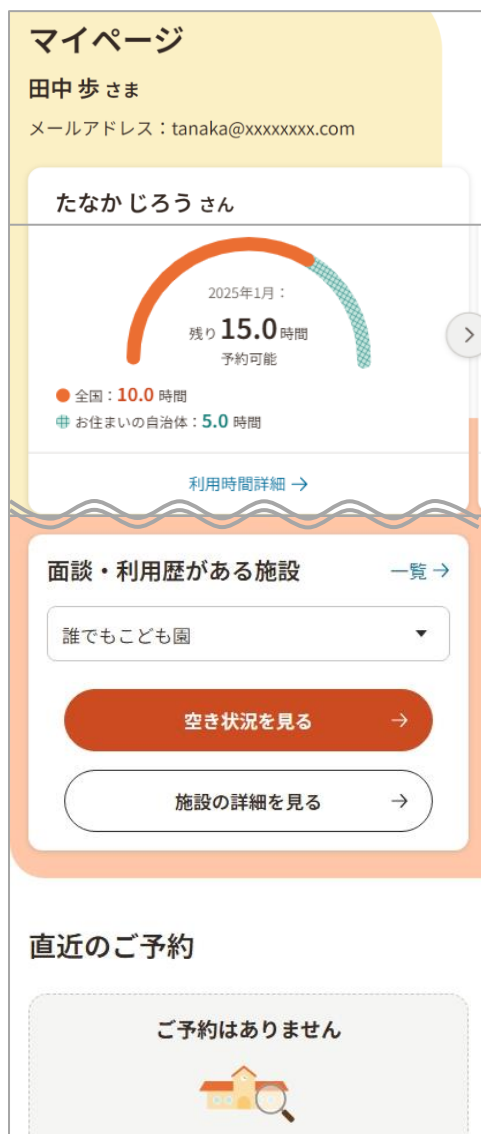 マイページ
田中 歩 さま
メールアドレス：tanaka@xxxxxxxx.com
たなか じろう さん
2025年1月：
残り 15.0 時間
予約可能
全国：10.0 時間
お住まいの自治体：5.0 時間
利用時間詳細 →
面談・利用歴がある施設
一覧 →
誰でもこども園
空き状況を見る →
施設の詳細を見る →
直近のご予約
ご予約はありません